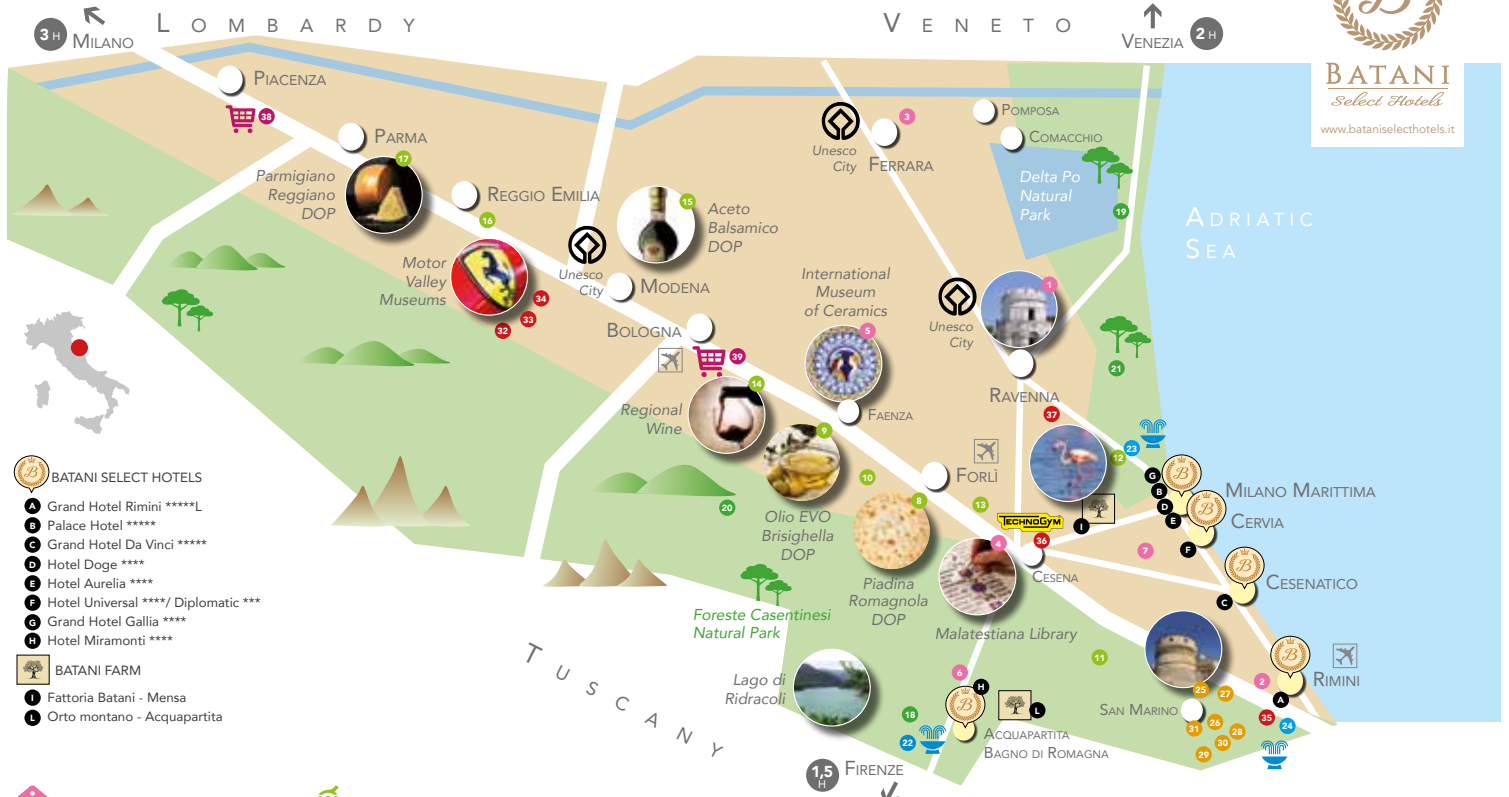 LOMBARDY
VENETO
3 H
MILANO
VENEZIA
2 H
B
BATANI
Select Hotels
www.bataniselecthotels.it
PIACENZA
38
PARMA
17
Parmigiano
Reggiano
DOP
REGGIO EMILIA
16
15
Aceto
Balsamico
DOP
Unesco
City
3
FERRARA
POMPOSA
COMACCHIO
Delta Po
Natural
Park
19
ADRIATIC
SEA
Motor
Valley
Museums
34
33
32
Unesco
City
MODENA
BOLOGNA
39
International
Museum
of Ceramics
5
Unesco
City
1
RAVENNA
21
37
14
Regional
Wine
FAENZA
9
10
Olio EVO
Brisighella
DOP
20
FORLÌ
8
13
Piadina
Romagnola
DOP
TECHNOGYM
36
4
CESENA
Malatestiana Library
I
12
23
G
B
D
E
F
B
B
MILANO MARITTIMA
CERVIA
7
B
CESENATICO
C
B
RIMINI
2
A
35
24
11
SAN MARINO
25
27
26
31
28
30
29
Foreste Casentinesi
Natural Park
Lago di
Ridracoli
6
H
B
L
18
22
ACQUAPARTITA
BAGNO DI ROMAGNA
TUSCANY
1,5
H
FIRENZE
B BATANI SELECT HOTELS
A Grand Hotel Rimini *****L
B Palace Hotel *****
C Grand Hotel Da Vinci *****
D Hotel Doge ****
E Hotel Aurelia ****
F Hotel Universal ****/ Diplomatic ***
G Grand Hotel Gallia ****
H Hotel Miramonti ****
BATANI FARM
I Fattoria Batani - Mensa
L Orto montano - Acquapartita